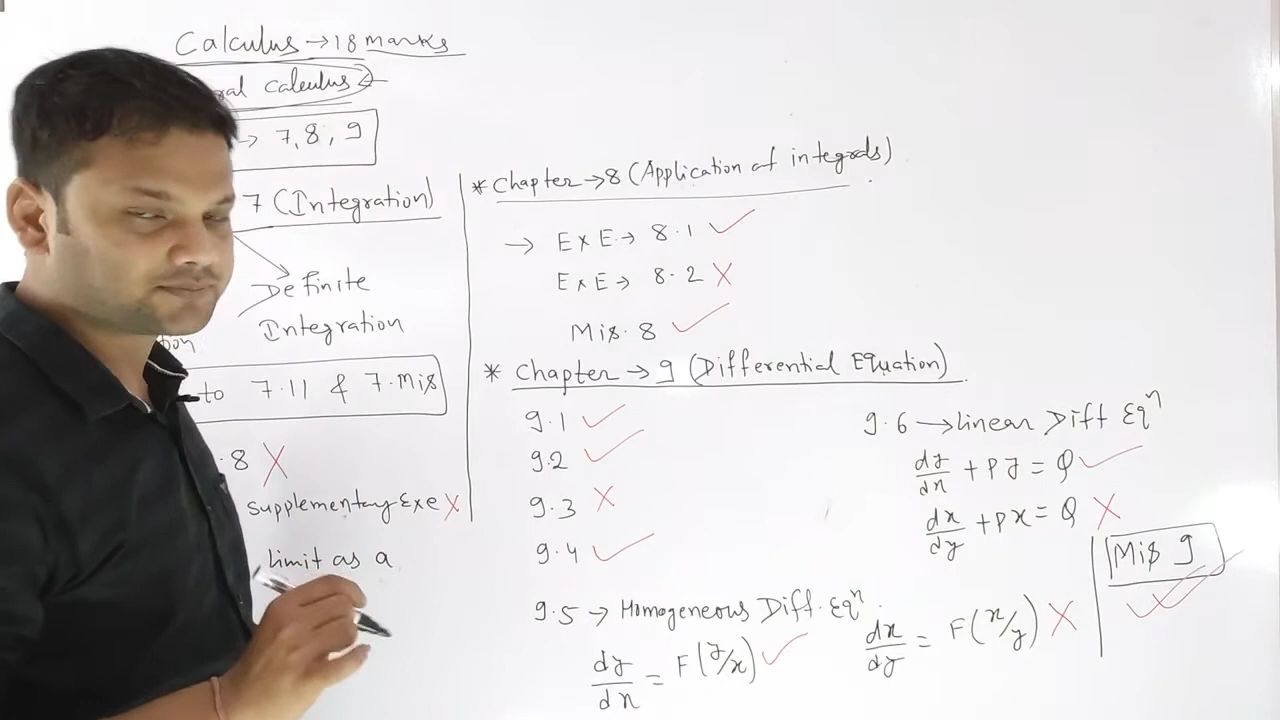 Calculus → 18 marks
ral calculus
→ 7, 8, 9
7 (Integration)
Definite
Integration
to 7.11 & 7.Mis
.8 ✗
supplementary Exe ✗
limit as a
* Chapter → 8 (Application of integrals)
→ ExE → 8.1 ✓
ExE → 8.2 ✗
Mis. 8 ✓
* Chapter → 9 (Differential Equation)
9.1 ✓
9.2 ✓
9.3 ✗
9.4 ✓
9.5 → Homogeneous Diff. Eqⁿ.
dy/dx = F(y/x) ✓
dx/dy = F(x/y) ✗
9.6 → Linear Diff Eqⁿ
dy/dx + Py = Q ✓
dx/dy + Px = Q ✗
Mis 9 ✓